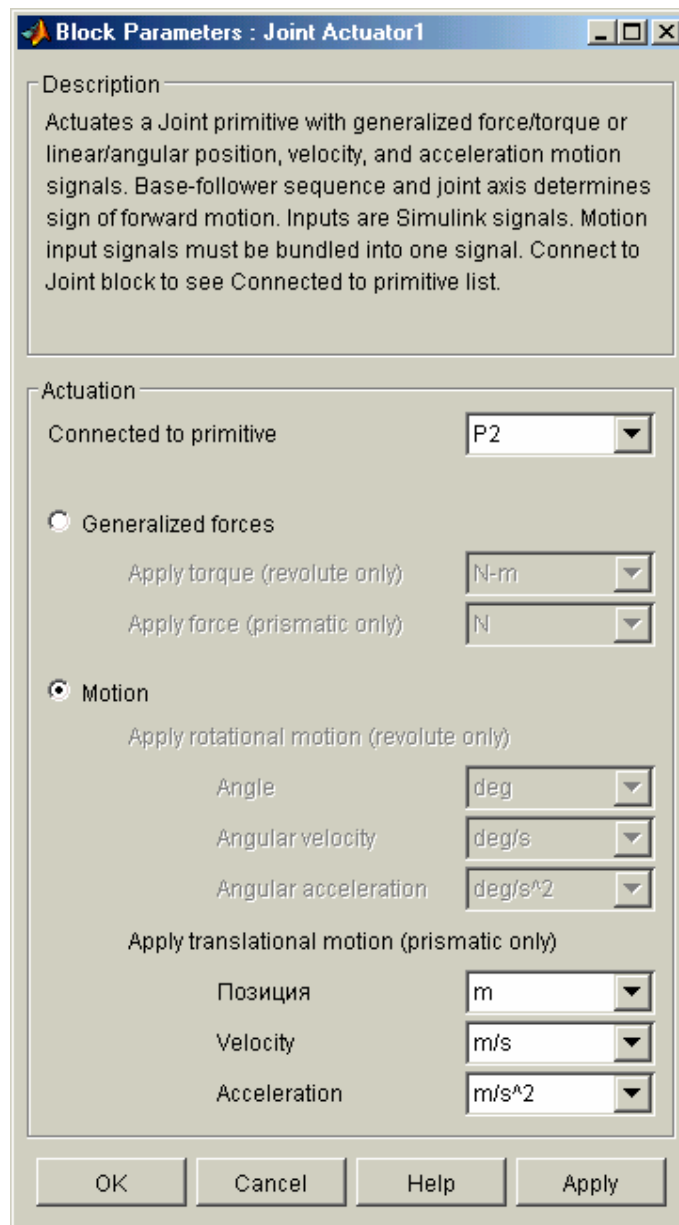 Block Parameters : Joint Actuator1
Description
Actuates a Joint primitive with generalized force/torque or
linear/angular position, velocity, and acceleration motion
signals. Base-follower sequence and joint axis determines
sign of forward motion. Inputs are Simulink signals. Motion
input signals must be bundled into one signal. Connect to
Joint block to see Connected to primitive list.
Actuation
Connected to primitive P2
Generalized forces
Apply torque (revolute only) N-m
Apply force (prismatic only) N
Motion
Apply rotational motion (revolute only)
Angle deg
Angular velocity deg/s
Angular acceleration deg/s^2
Apply translational motion (prismatic only)
Позиция m
Velocity m/s
Acceleration m/s^2
OK Cancel Help Apply